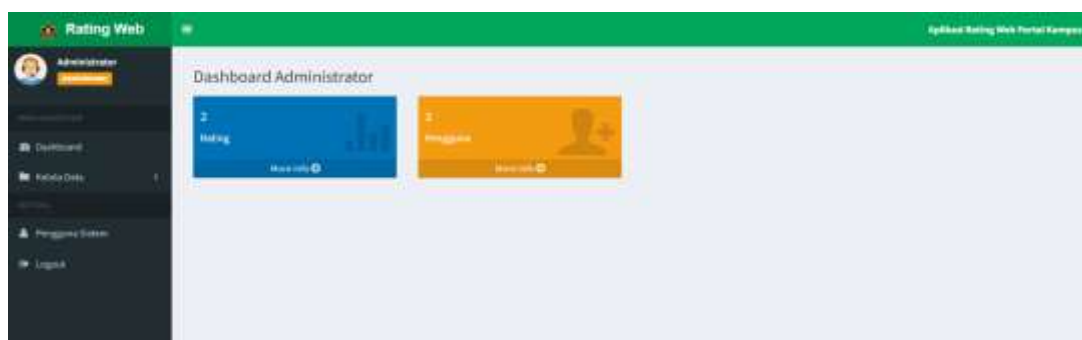 Rating Web
Aplikasi Rating Web Portal Kampus
Administrator
Dashboard Administrator
2
Rating
More info
Pengguna
More info
Dashboard
Kelola Data
Pengguna Sistem
Logout